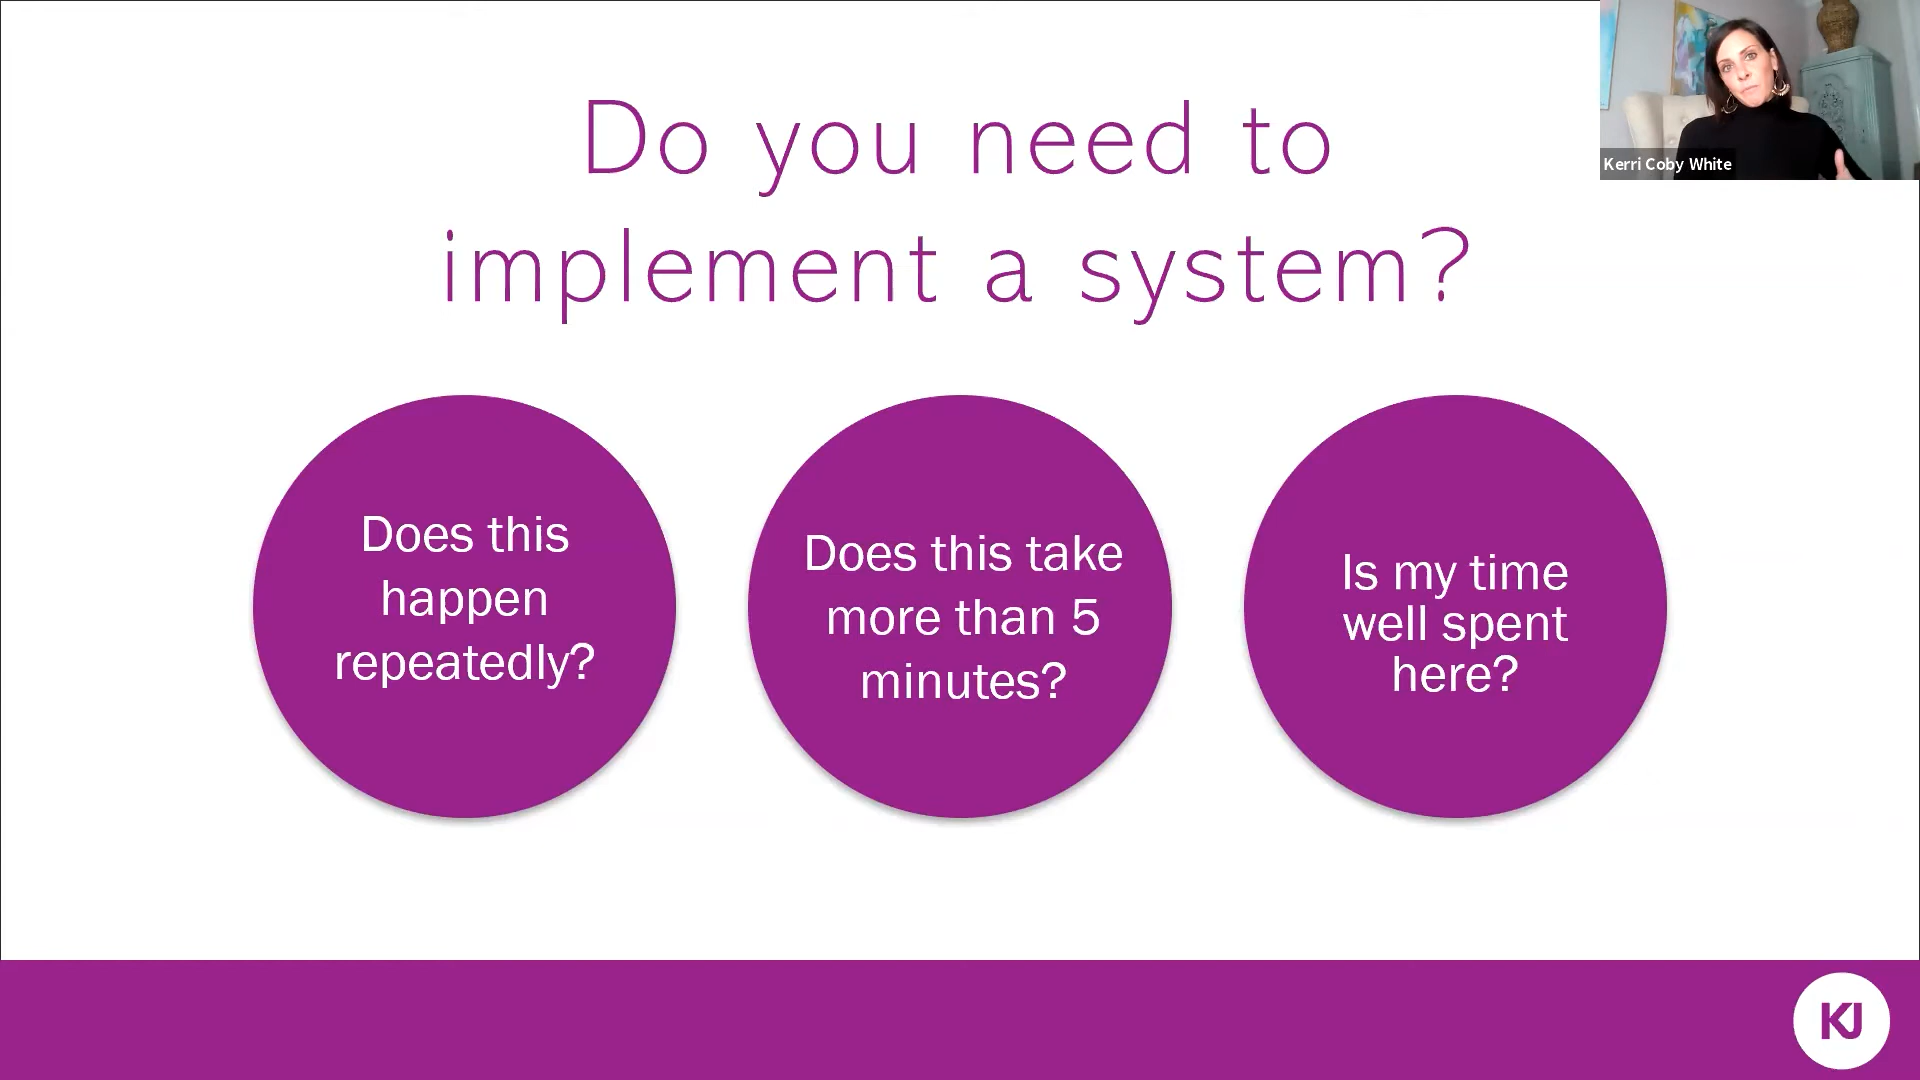 Do you need to
implement a system?
Kerri Coby White
Does this
happen
repeatedly?
Does this take
more than 5
minutes?
Is my time
well spent
here?
KJ